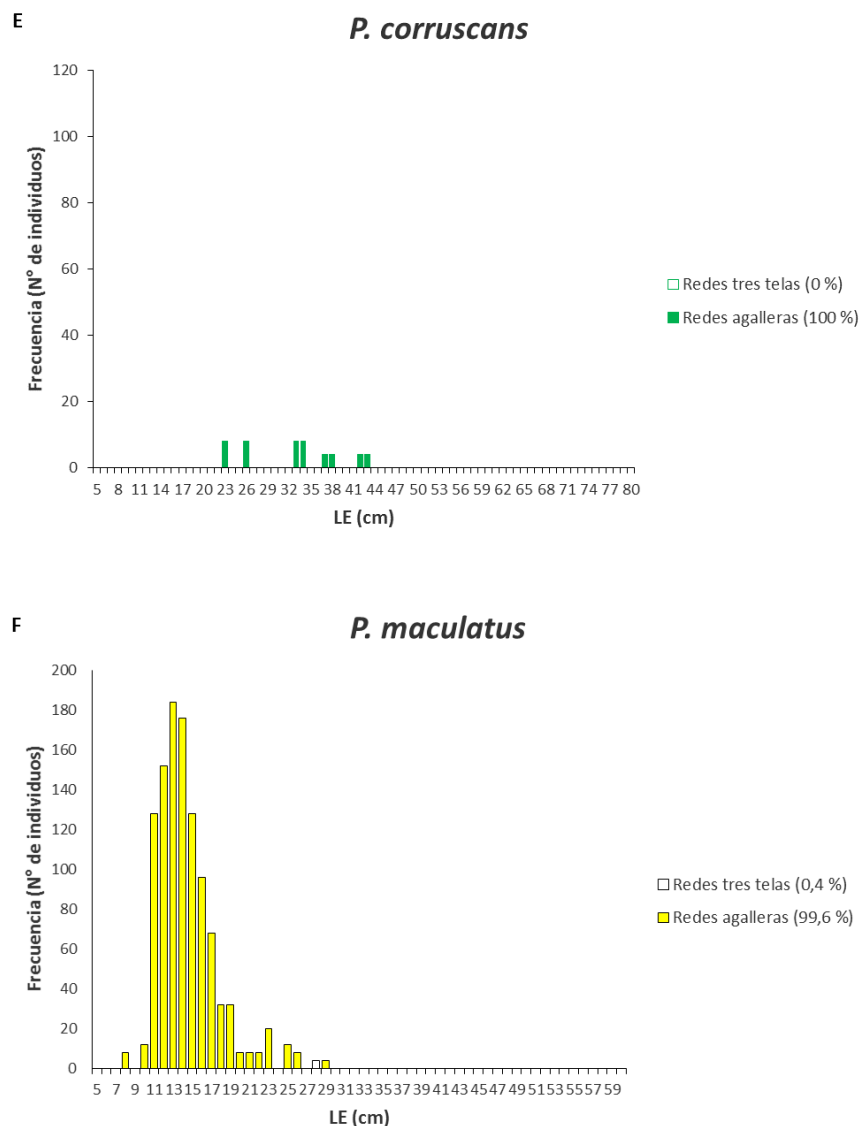 E
P. corruscans
120
100
80
60
40
20
0
Frecuencia (N° de individuos)
5 8 11 14 17 20 23 26 29 32 35 38 41 44 47 50 53 56 59 62 65 68 71 74 77 80
LE (cm)
Redes tres telas (0 %)
Redes agalleras (100 %)
F
P. maculatus
200
180
160
140
120
100
80
60
40
20
0
Frecuencia (N° de individuos)
5 7 9 11 13 15 17 19 21 23 25 27 29 31 33 35 37 39 41 43 45 47 49 51 53 55 57 59
LE (cm)
Redes tres telas (0,4 %)
Redes agalleras (99,6 %)